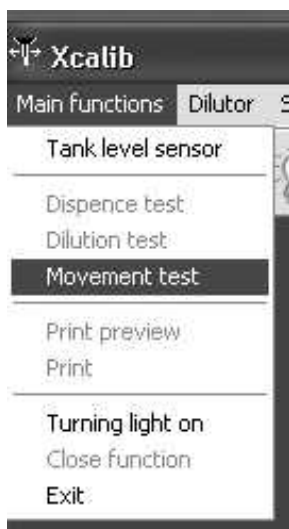 Xcalib
Main functions Dilutor S
Tank level sensor
Dispence test
Dilution test
Movement test
Print preview
Print
Turning light on
Close function
Exit